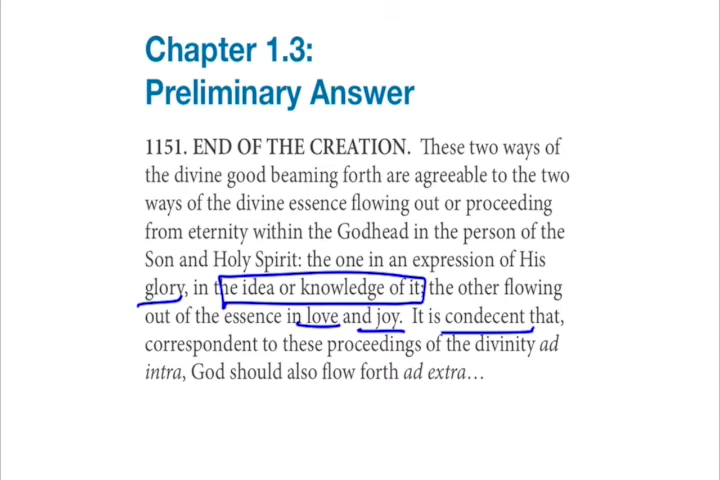 Chapter 1.3:
Preliminary Answer
1151. END OF THE CREATION. These two ways of
the divine good beaming forth are agreeable to the two
ways of the divine essence flowing out or proceeding
from eternity within the Godhead in the person of the
Son and Holy Spirit: the one in an expression of His
glory, in the idea or knowledge of it; the other flowing
out of the essence in love and joy. It is condecent that,
correspondent to these proceedings of the divinity ad
intra, God should also flow forth ad extra…